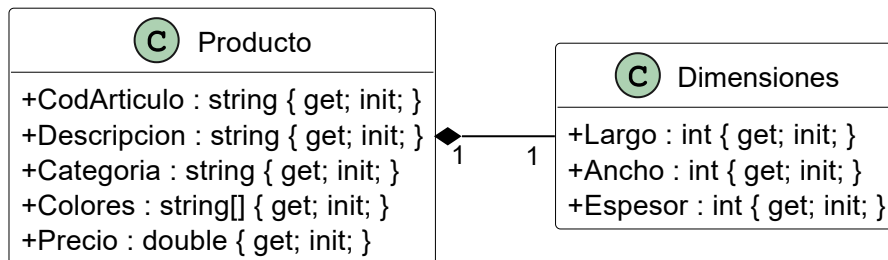 C Producto
+CodArticulo : string { get; init; }
+Descripcion : string { get; init; }
+Categoria : string { get; init; }
+Colores : string[] { get; init; }
+Precio : double { get; init; }
1
1
C Dimensiones
+Largo : int { get; init; }
+Ancho : int { get; init; }
+Espesor : int { get; init; }